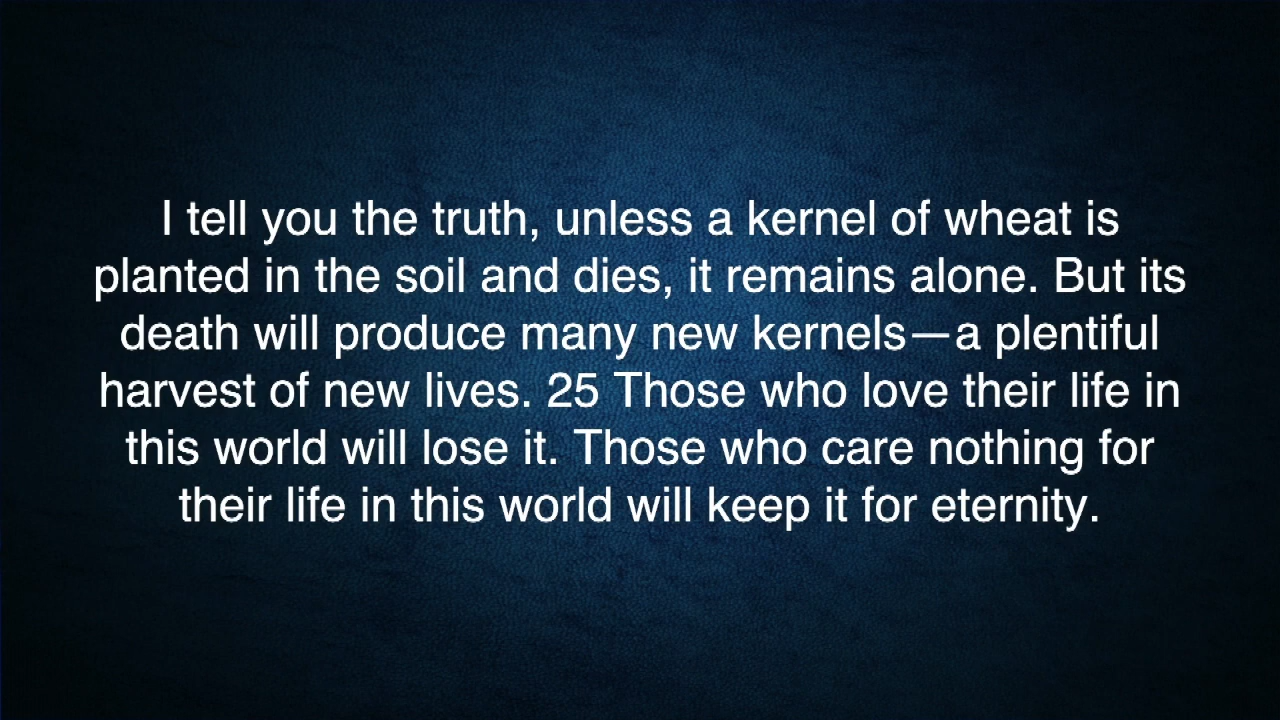 I tell you the truth, unless a kernel of wheat is
planted in the soil and dies, it remains alone. But its
death will produce many new kernels—a plentiful
harvest of new lives. 25 Those who love their life in
this world will lose it. Those who care nothing for
their life in this world will keep it for eternity.